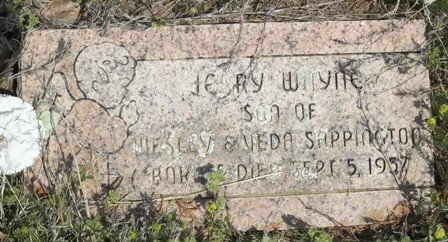 JERRY WAYNE
SON OF
WESLEY & VEDA SAPPINGTON
BORN & DIED SEPT. 5, 1957